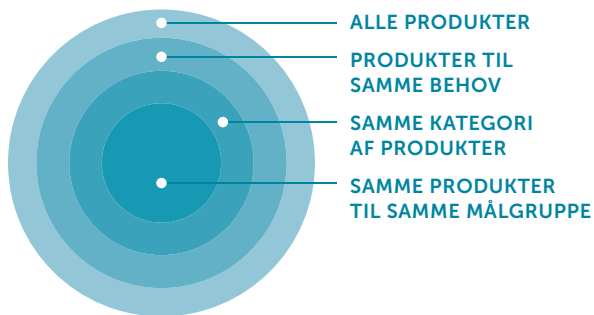 ALLE PRODUKTER
PRODUKTER TIL
SAMME BEHOV
SAMME KATEGORI
AF PRODUKTER
SAMME PRODUKTER
TIL SAMME MÅLGRUPPE